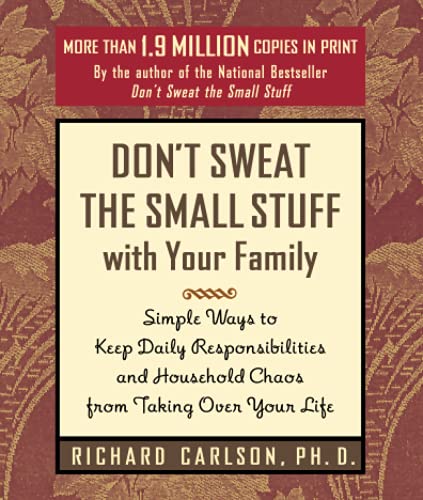 MORE THAN 1.9 MILLION COPIES IN PRINT
By the author of the National Bestseller
Don't Sweat the Small Stuff
DON'T SWEAT
THE SMALL STUFF
with Your Family
Simple Ways to
Keep Daily Responsibilities
and Household Chaos
from Taking Over Your Life
RICHARD CARLSON, PH. D.